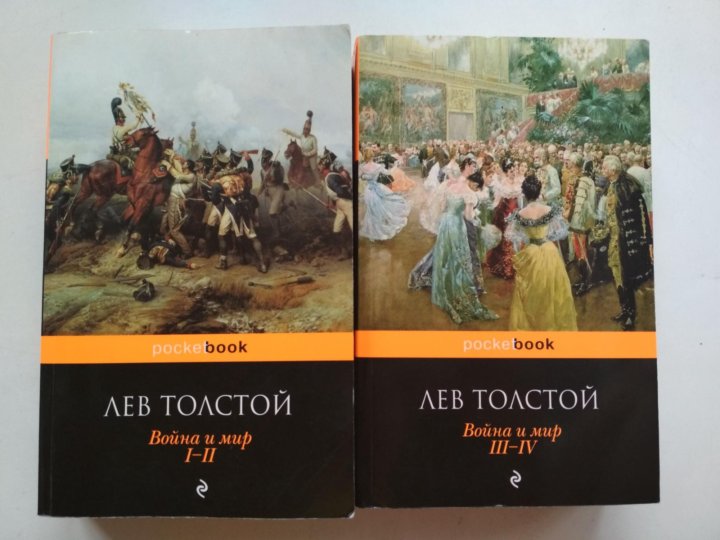 pocketbook
ЛЕВ ТОЛСТОЙ
Война и мир
I–II
pocketbook
ЛЕВ ТОЛСТОЙ
Война и мир
III–IV